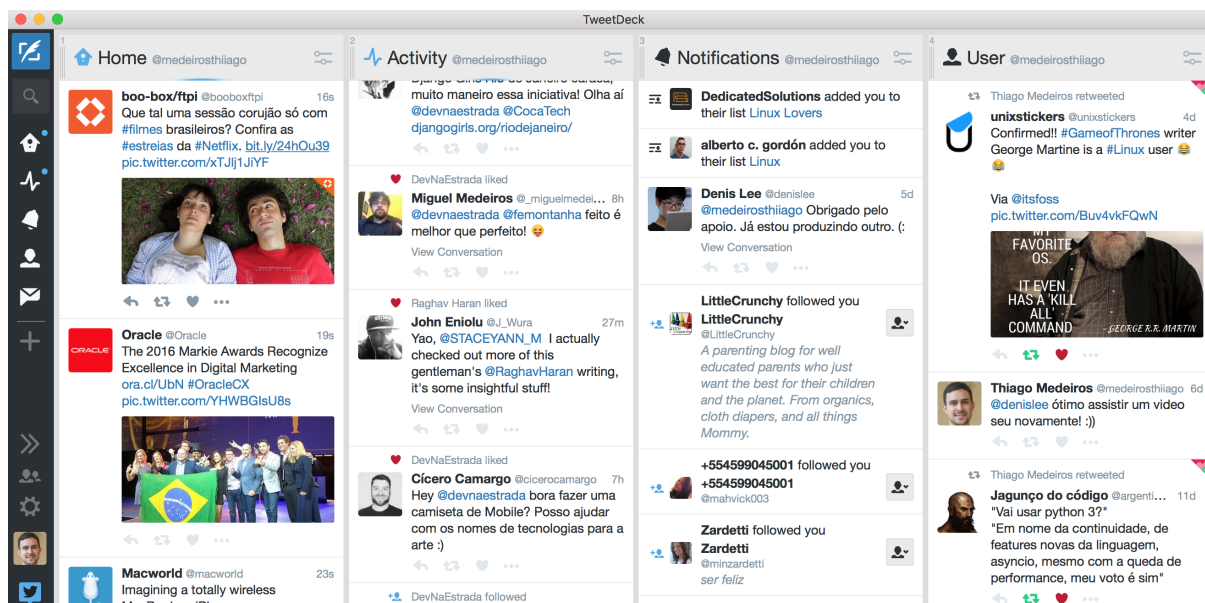 TweetDeck
1
Home @medeirosthiiago
boo-box/ftpi @booboxftpi 16s
Que tal uma sessão corujão só com
#filmes brasileiros? Confira as
#estreias da #Netflix. bit.ly/24hOu39
pic.twitter.com/xTJlj1JiYF
ORACLE
Oracle @Oracle 19s
The 2016 Markie Awards Recognize
Excellence in Digital Marketing
ora.cl/UbN #OracleCX
pic.twitter.com/YHWBGIsU8s
Macworld @macworld 23s
Imagining a totally wireless
2
Activity @medeirosthiiago
muito maneiro essa iniciativa! Olha aí
@devnaestrada @CocaTech
djangogirls.org/riodejaneiro/
DevNaEstrada liked
Miguel Medeiros @_miguelmedei... 8h
@devnaestrada @femontanha feito é
melhor que perfeito! 😝
View Conversation
Raghav Haran liked
John Eniolu @J_Wura 27m
Yao, @STACEYANN_M I actually
checked out more of this
gentleman's @RaghavHaran writing,
it's some insightful stuff!
View Conversation
DevNaEstrada liked
Cícero Camargo @cicerocamargo 7h
Hey @devnaestrada bora fazer uma
camiseta de Mobile? Posso ajudar
com os nomes de tecnologias para a
arte :)
DevNaEstrada followed
3
Notifications @medeirosthiiago
DedicatedSolutions added you to
their list Linux Lovers
alberto c. gordón added you to
their list Linux
Denis Lee @denislee 5d
@medeirosthiiago Obrigado pelo
apoio. Já estou produzindo outro. (:
View Conversation
LittleCrunchy followed you
LittleCrunchy
@LittleCrunchy
A parenting blog for well
educated parents who just
want the best for their children
and the planet. From organics,
cloth diapers, and all things
Mommy.
+554599045001 followed you
+554599045001
@mahvick003
Zardetti followed you
Zardetti
@minzardetti
ser feliz
4
User @medeirosthiiago
Thiago Medeiros retweeted
unixstickers @unixstickers 4d
Confirmed!! #GameofThrones writer
George Martine is a #Linux user 😂
😂
Via @itsfoss
pic.twitter.com/Buv4vkFQwN
MY
FAVORITE
OS.
IT EVEN
HAS A 'KILL
ALL'
COMMAND
- GEORGE R.R. MARTIN
Thiago Medeiros @medeirosthiiago 6d
@denislee ótimo assistir um video
seu novamente! :))
Thiago Medeiros retweeted
Jagunço do código @argenti... 11d
"Vai usar python 3?"
"Em nome da continuidade, de
features novas da linguagem,
asyncio, mesmo com a queda de
performance, meu voto é sim"